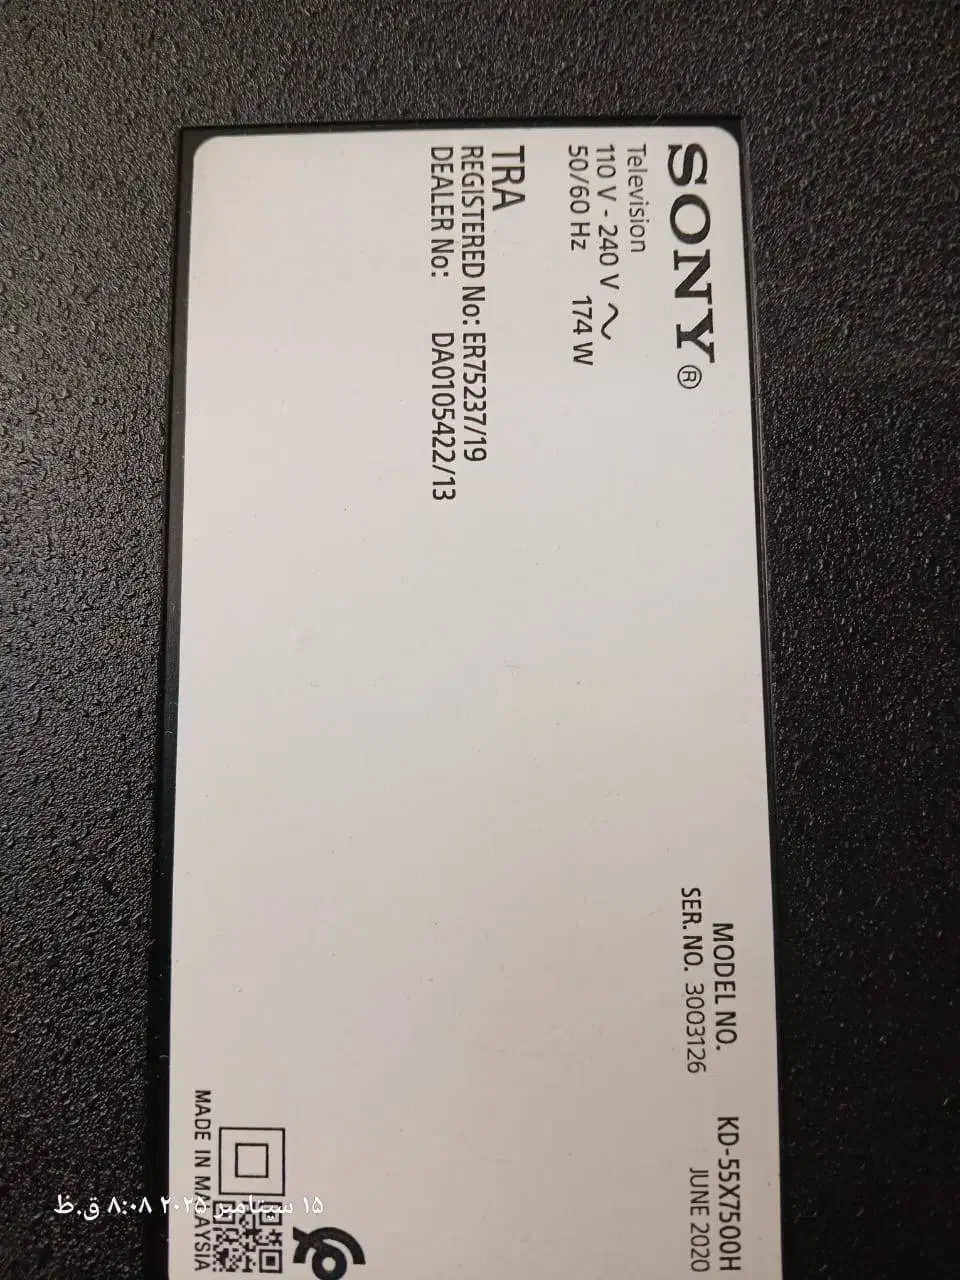 SONY®
Television
110 V - 240 V ~
50/60 Hz 174 W
TRA
REGISTERED No: ER75237/19
DEALER No: DA0105422/13
MODEL NO. KD-55X7500H
SER. NO. 3003126 JUNE 2020
MADE IN MALAYSIA
۱۵ سپتامبر ۲۰۲۵ ۸:۰۸ ق.ظ